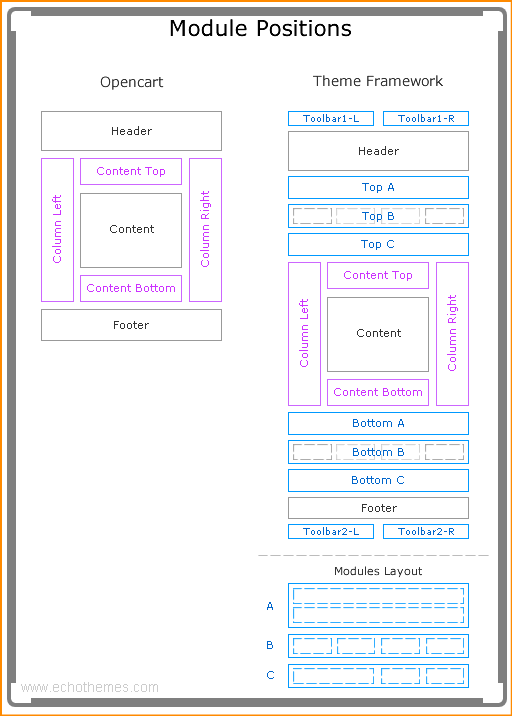 Module Positions
Opencart
Header
Column Left
Content Top
Content
Content Bottom
Column Right
Footer
Theme Framework
Toolbar1-L
Toolbar1-R
Header
Top A
Top B
Top C
Column Left
Content Top
Content
Content Bottom
Column Right
Bottom A
Bottom B
Bottom C
Footer
Toolbar2-L
Toolbar2-R
Modules Layout
A
B
C
www.echothemes.com